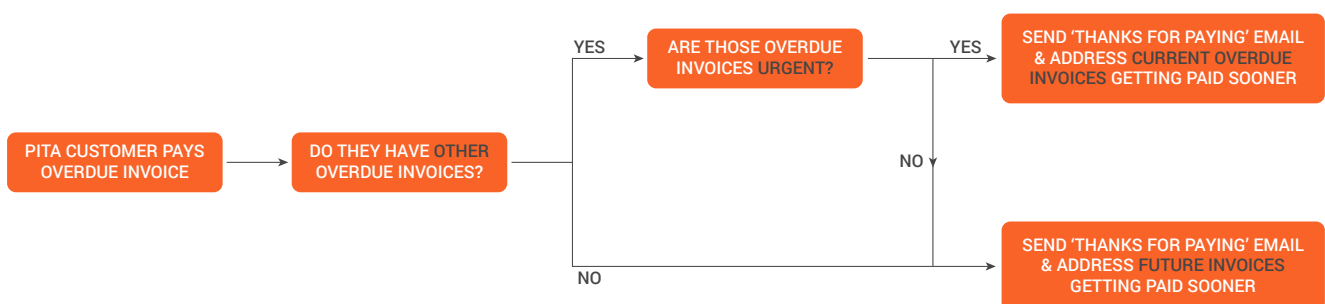 PITA CUSTOMER PAYS
OVERDUE INVOICE
DO THEY HAVE OTHER
OVERDUE INVOICES?
YES
ARE THOSE OVERDUE
INVOICES URGENT?
YES
SEND ‘THANKS FOR PAYING’ EMAIL
& ADDRESS CURRENT OVERDUE
INVOICES GETTING PAID SOONER
NO
NO
SEND ‘THANKS FOR PAYING’ EMAIL
& ADDRESS FUTURE INVOICES
GETTING PAID SOONER